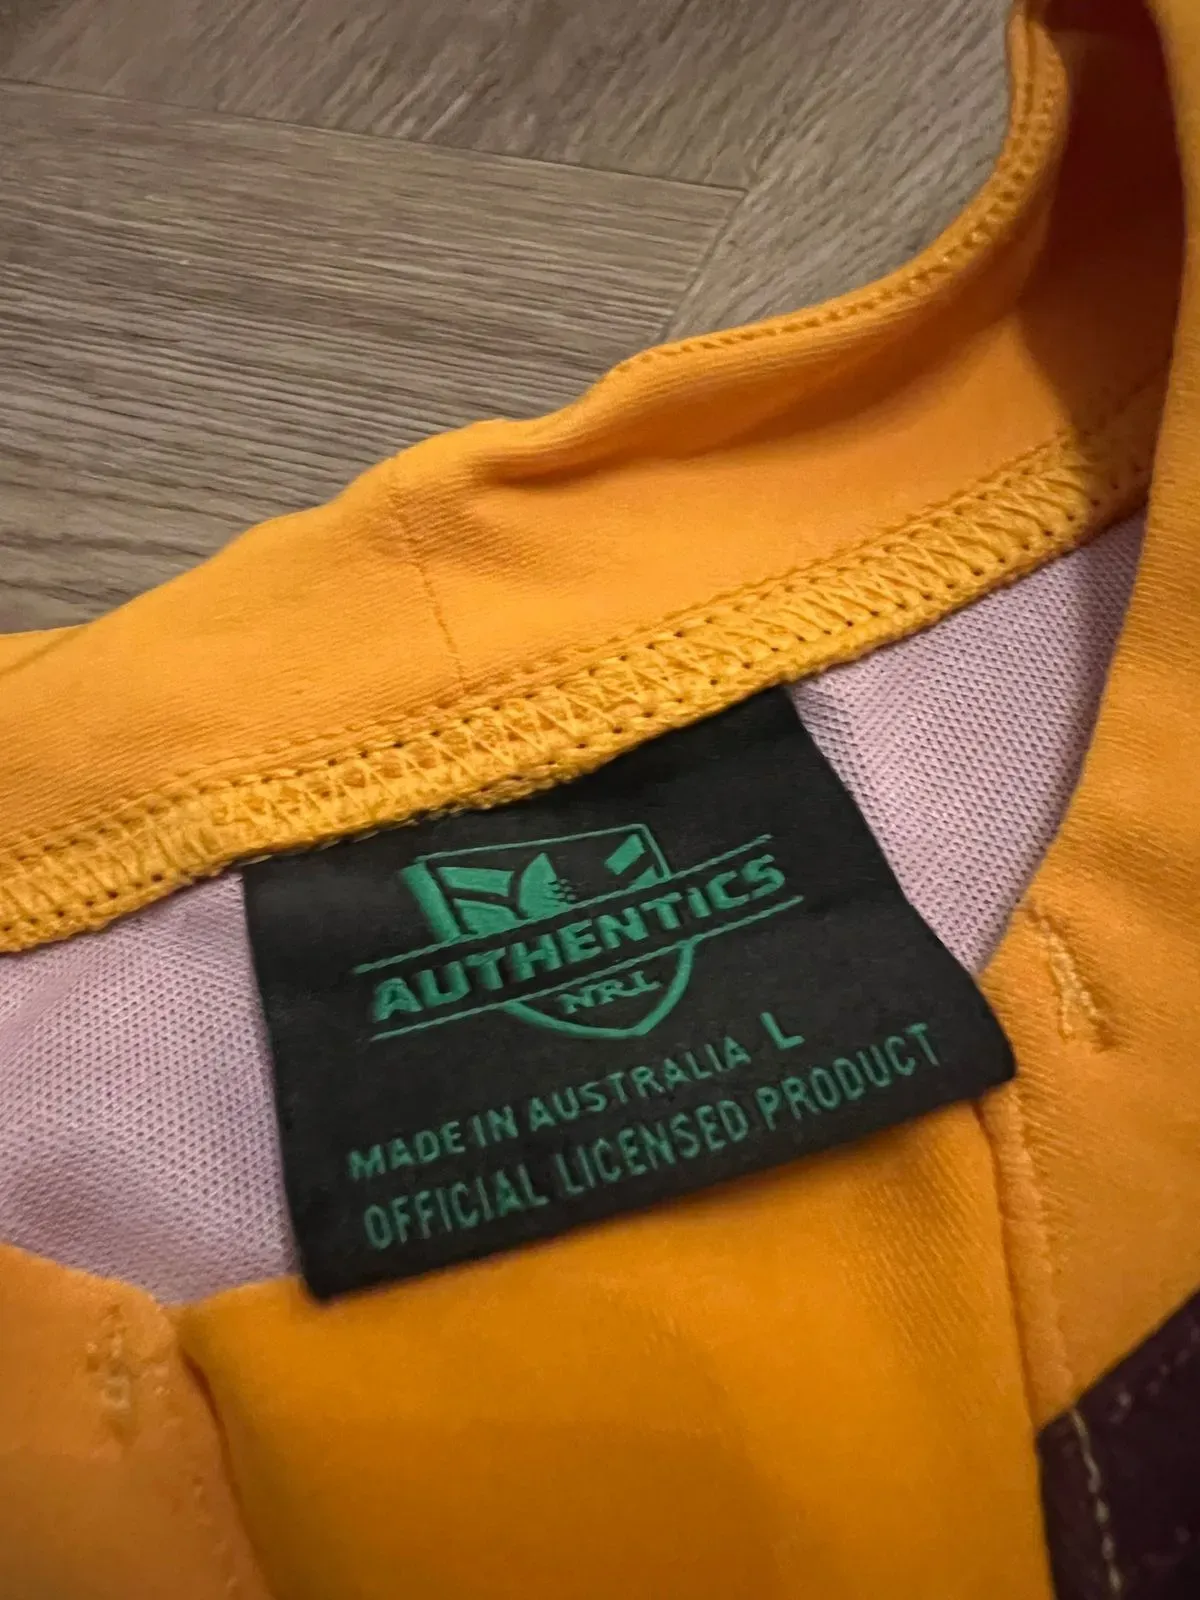 AUTHENTICS
NRL
MADE IN AUSTRALIA L
OFFICIAL LICENSED PRODUCT